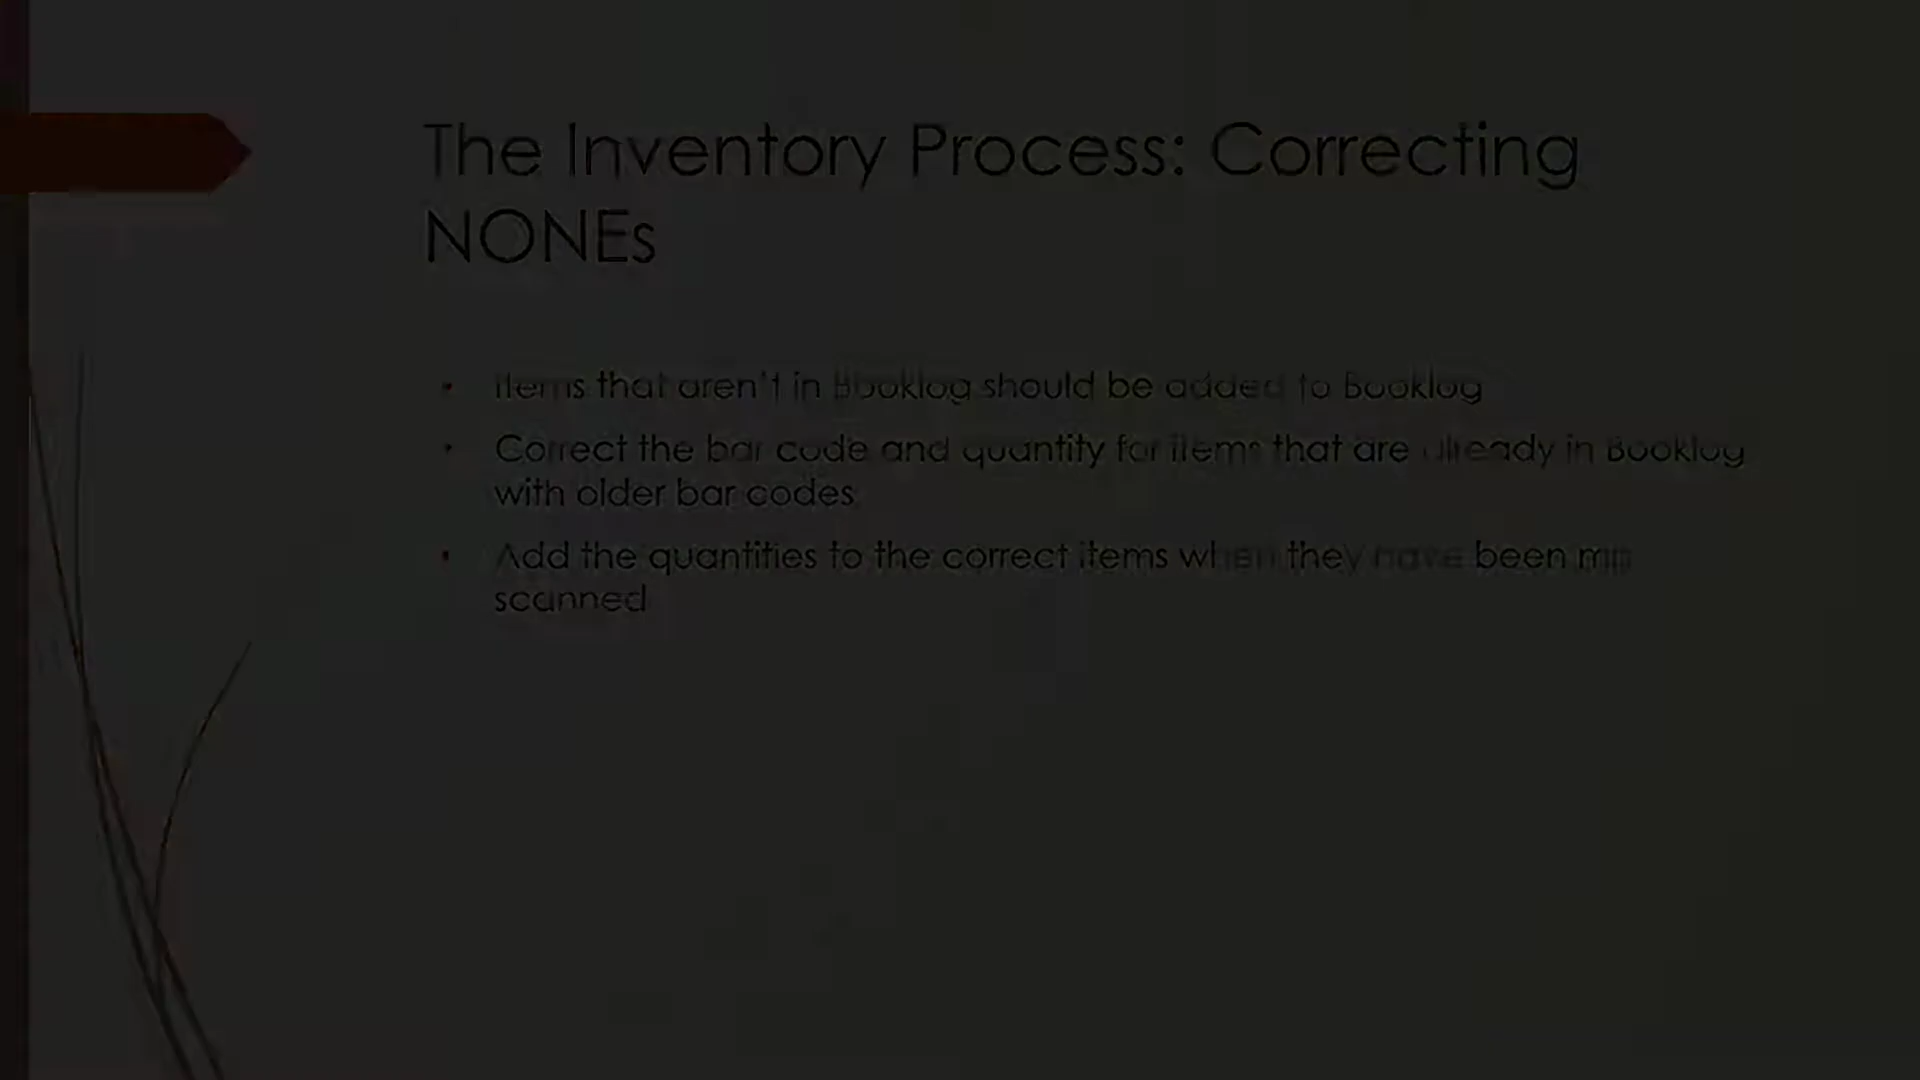 The Inventory Process: Correcting
NONEs
Items that aren't in Booklog should be added to Booklog
Correct the bar code and quantity for items that are already in Booklog
with older bar codes
Add the quantities to the correct items when they have been mis
scanned